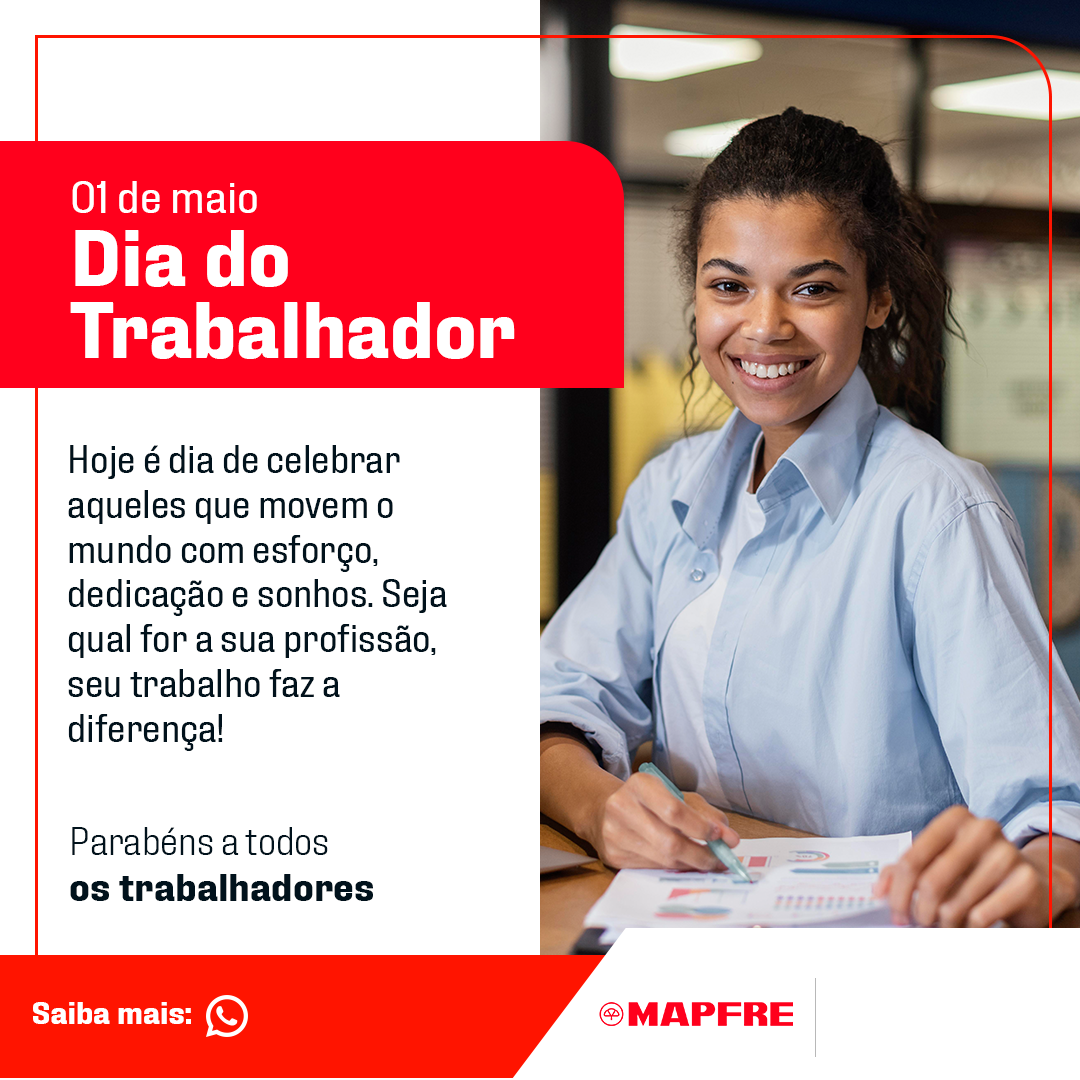 01 de maio
Dia do
Trabalhador
Hoje é dia de celebrar
aqueles que movem o
mundo com esforço,
dedicação e sonhos. Seja
qual for a sua profissão,
seu trabalho faz a
diferença!
Parabéns a todos
os trabalhadores
Saiba mais:
MAPFRE